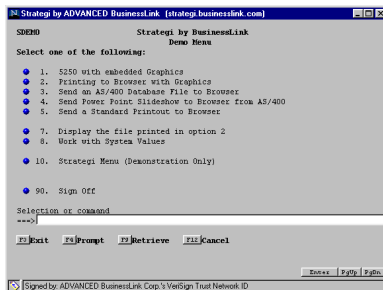 Strategi by ADVANCED BusinessLink (strategi.businesslink.com)
SDEMO Strategi by BusinessLink
Demo Menu
Select one of the following:
1. 5250 with embedded Graphics
2. Printing to Browser with Graphics
3. Send an AS/400 Database File to Browser
4. Send Power Point Slideshow to Browser from AS/400
5. Send a Standard Printout to Browser
7. Display the file printed in option 2
8. Work with System Values
10. Strategi Menu (Demonstration Only)
90. Sign Off
Selection or command
===>
F3 Exit F4 Prompt F9 Retrieve F12 Cancel
Enter PgUp PgDn
Signed by: ADVANCED BusinessLink Corp.'s VeriSign Trust Network ID